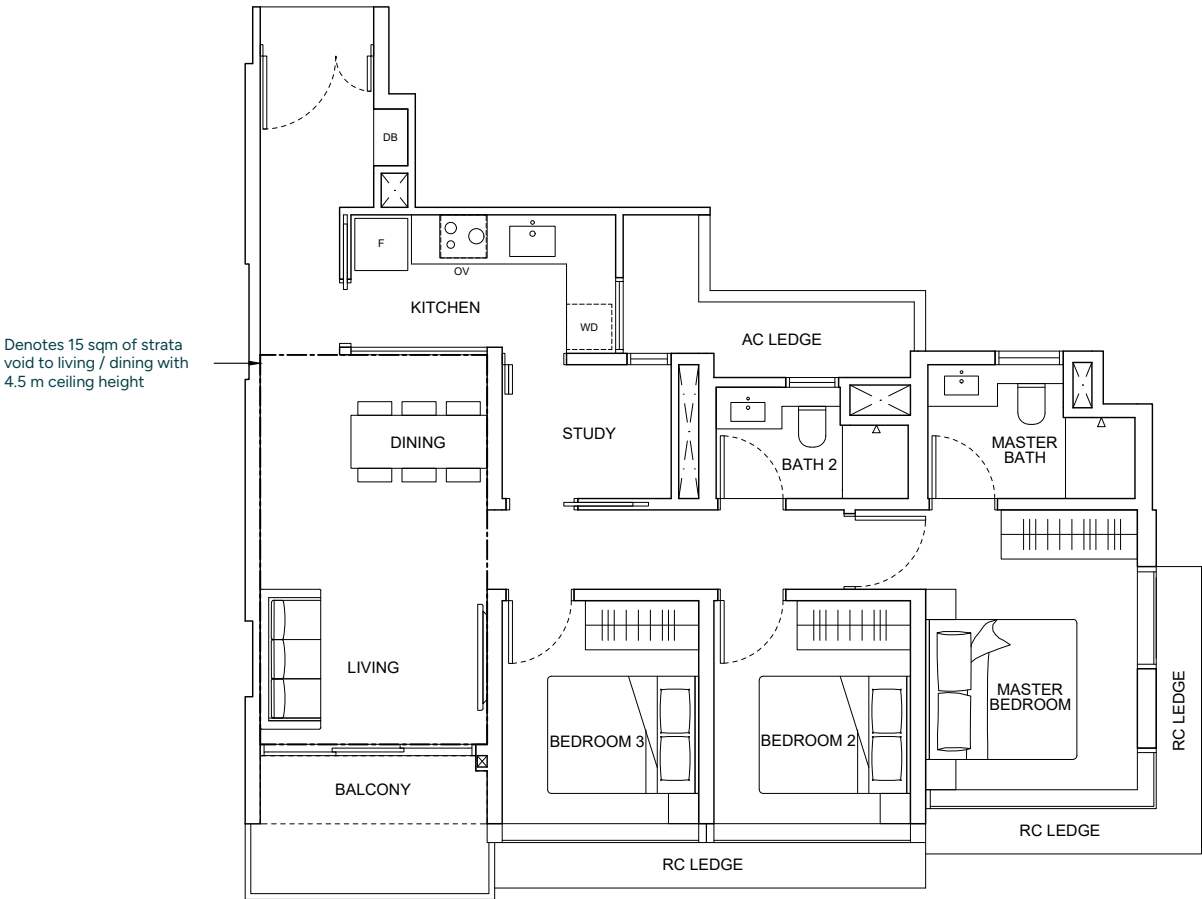 DB
F
OV
KITCHEN
WD
AC LEDGE
Denotes 15 sqm of strata
void to living / dining with
4.5 m ceiling height
DINING
STUDY
BATH 2
MASTER
BATH
LIVING
BEDROOM 3
BEDROOM 2
MASTER
BEDROOM
RC LEDGE
BALCONY
RC LEDGE
RC LEDGE